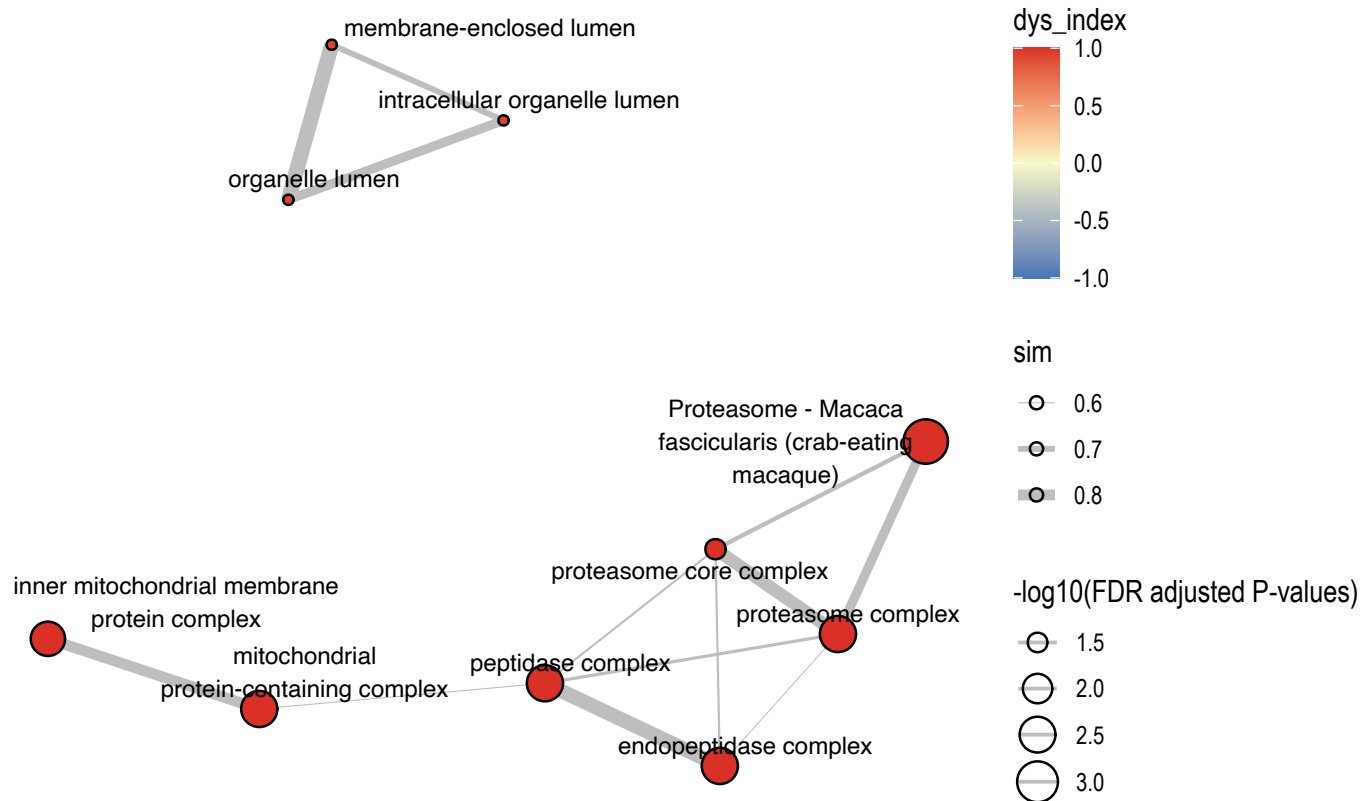 membrane-enclosed lumen
intracellular organelle lumen
organelle lumen
Proteasome - Macaca
fascicularis (crab-eating
macaque)
proteasome core complex
proteasome complex
inner mitochondrial membrane
protein complex
mitochondrial
protein-containing complex
peptidase complex
endopeptidase complex
dys_index
1.0
0.5
0.0
-0.5
-1.0
sim
0.6
0.7
0.8
-log10(FDR adjusted P-values)
1.5
2.0
2.5
3.0